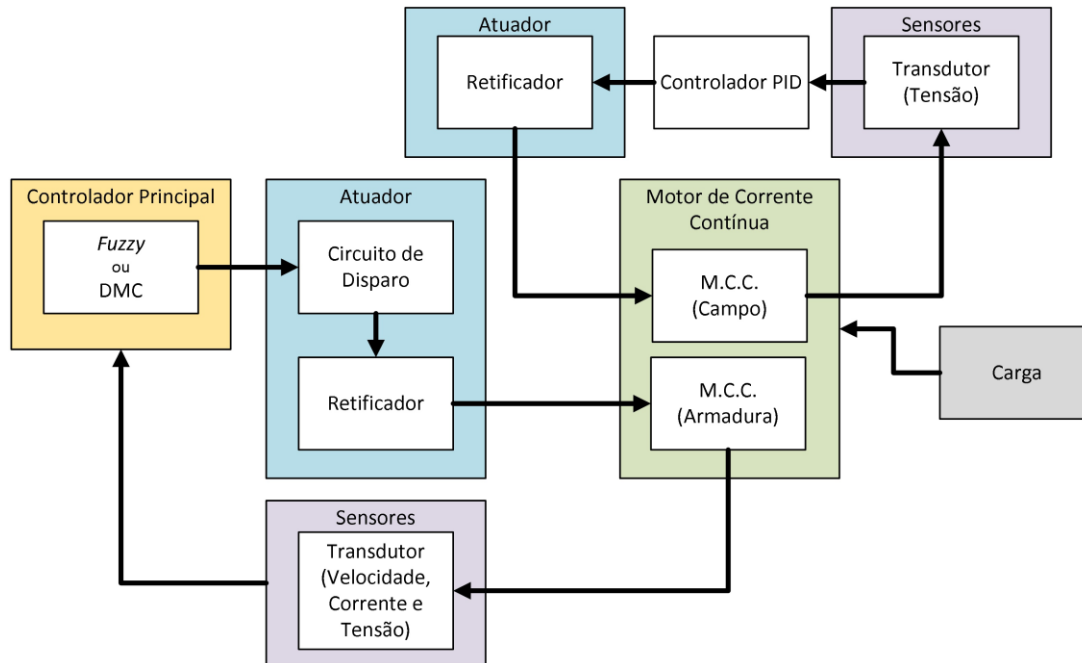 Atuador
Retificador
Controlador PID
Sensores
Transdutor
(Tensão)
Controlador Principal
Fuzzy
ou
DMC
Atuador
Circuito de
Disparo
Retificador
Motor de Corrente
Contínua
M.C.C.
(Campo)
M.C.C.
(Armadura)
Carga
Sensores
Transdutor
(Velocidade,
Corrente e
Tensão)